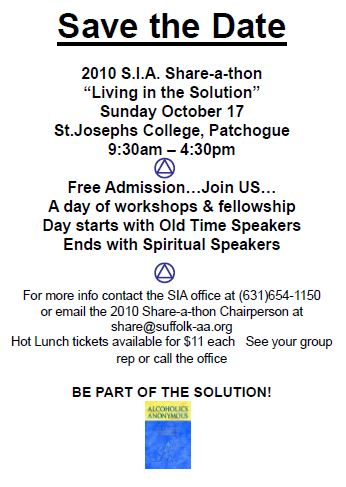 Save the Date
2010 S.I.A. Share-a-thon
“Living in the Solution”
Sunday October 17
St.Josephs College, Patchogue
9:30am – 4:30pm
Free Admission…Join US…
A day of workshops & fellowship
Day starts with Old Time Speakers
Ends with Spiritual Speakers
For more info contact the SIA office at (631)654-1150
or email the 2010 Share-a-thon Chairperson at
share@suffolk-aa.org
Hot Lunch tickets available for $11 each See your group
rep or call the office
BE PART OF THE SOLUTION!
ALCOHOLICS
ANONYMOUS